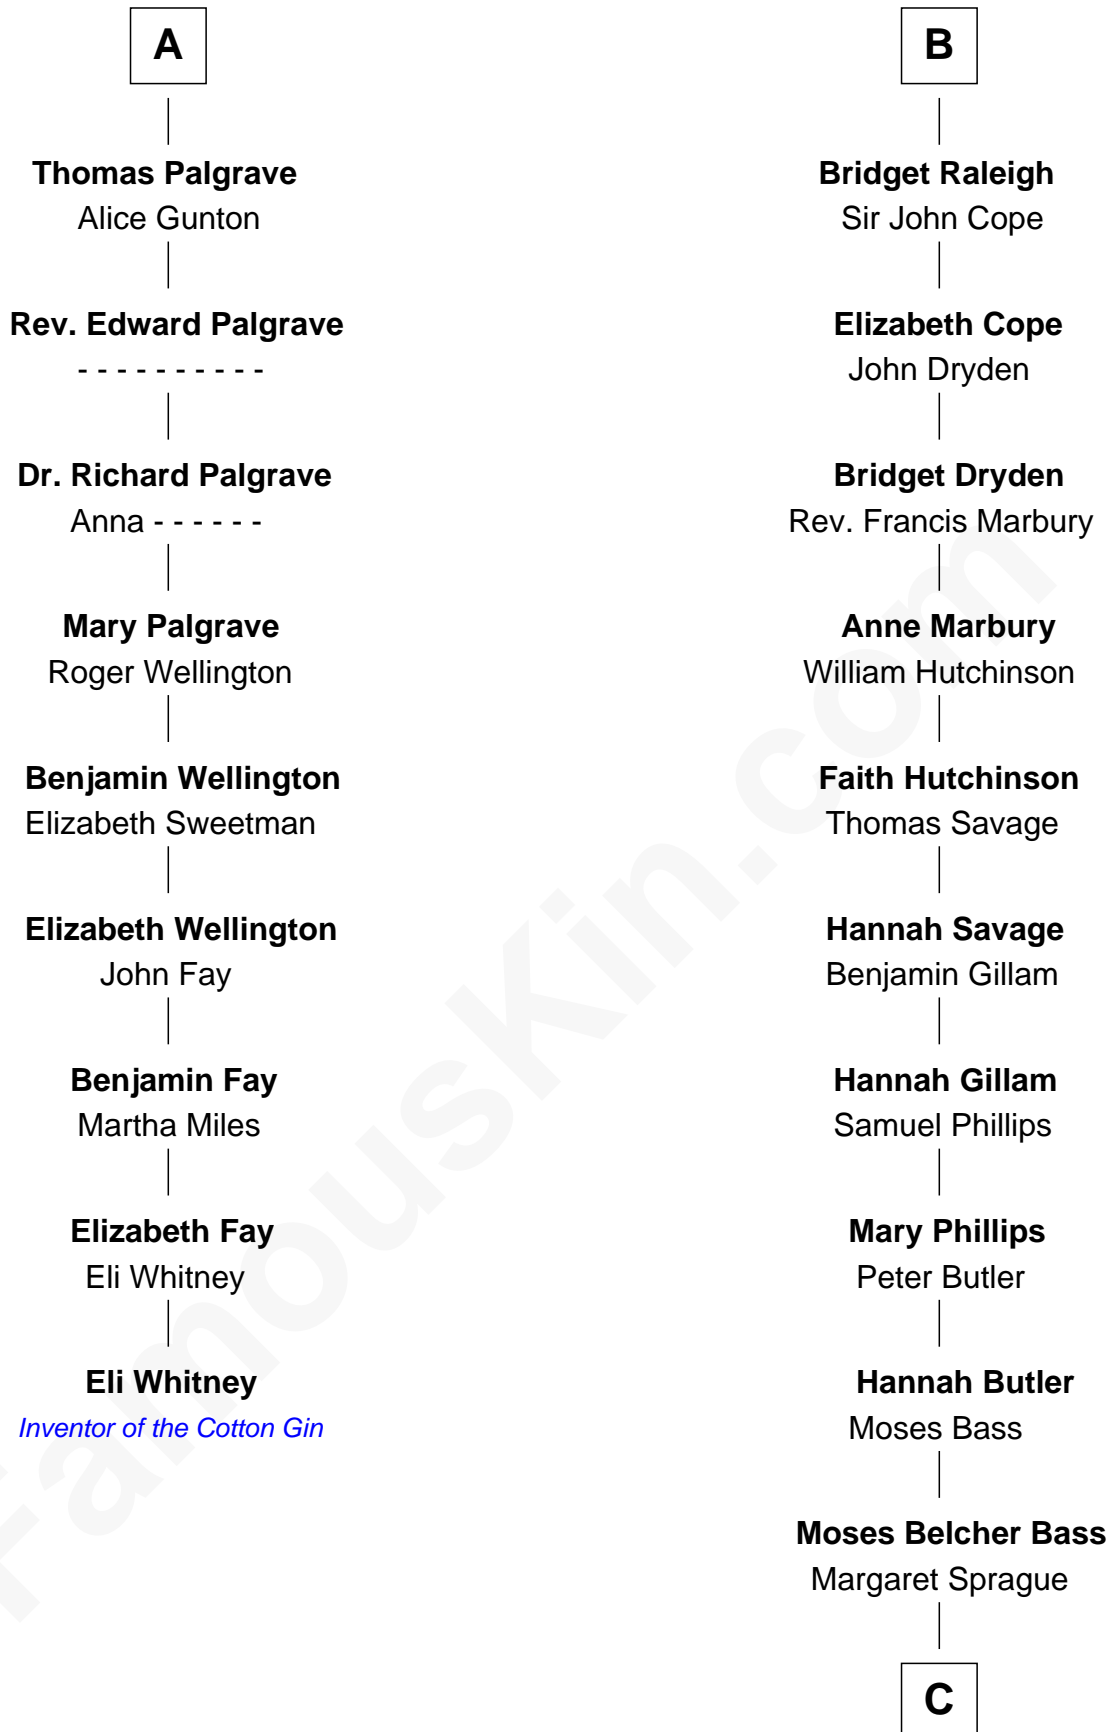 A
Thomas Palgrave
Alice Gunton
Rev. Edward Palgrave
- - - - - - - - - -
Dr. Richard Palgrave
Anna - - - - - -
Mary Palgrave
Roger Wellington
Benjamin Wellington
Elizabeth Sweetman
Elizabeth Wellington
John Fay
Benjamin Fay
Martha Miles
Elizabeth Fay
Eli Whitney
Eli Whitney
Inventor of the Cotton Gin
B
Bridget Raleigh
Sir John Cope
Elizabeth Cope
John Dryden
Bridget Dryden
Rev. Francis Marbury
Anne Marbury
William Hutchinson
Faith Hutchinson
Thomas Savage
Hannah Savage
Benjamin Gillam
Hannah Gillam
Samuel Phillips
Mary Phillips
Peter Butler
Hannah Butler
Moses Bass
Moses Belcher Bass
Margaret Sprague
C
FamousKin.com